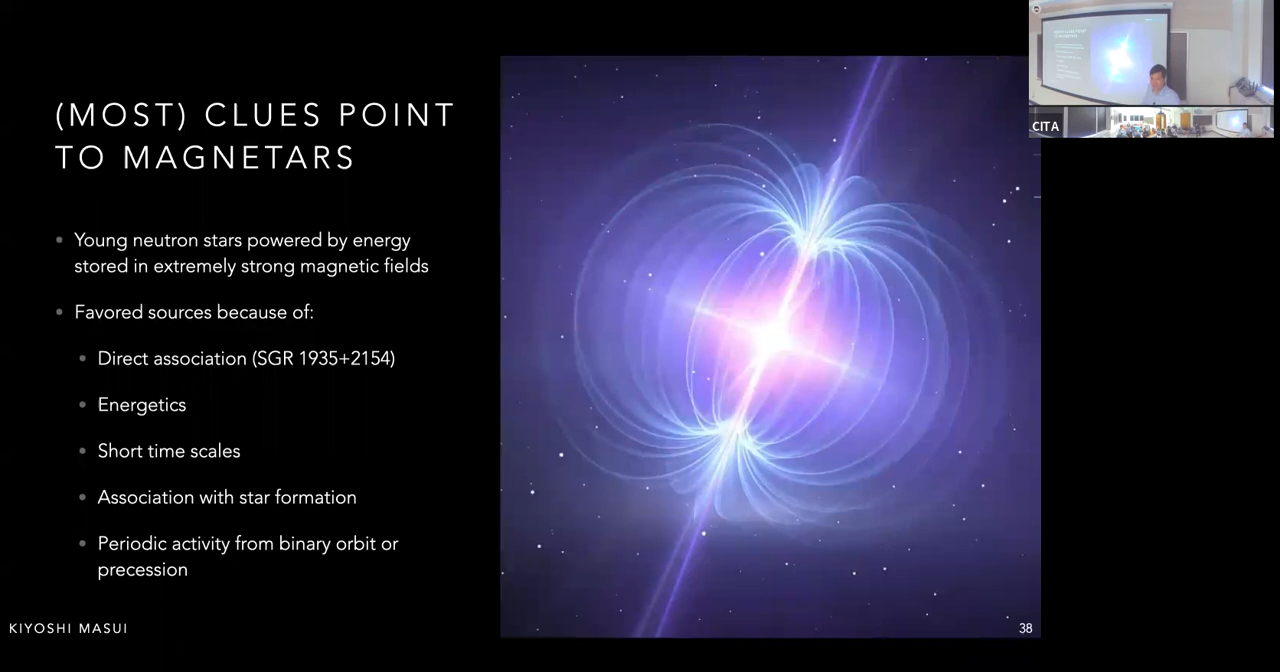 (MOST) CLUES POINT
TO MAGNETARS
Young neutron stars powered by energy
stored in extremely strong magnetic fields
Favored sources because of:
Direct association (SGR 1935+2154)
Energetics
Short time scales
Association with star formation
Periodic activity from binary orbit or
precession
KIYOSHI MASUI
38
CITA